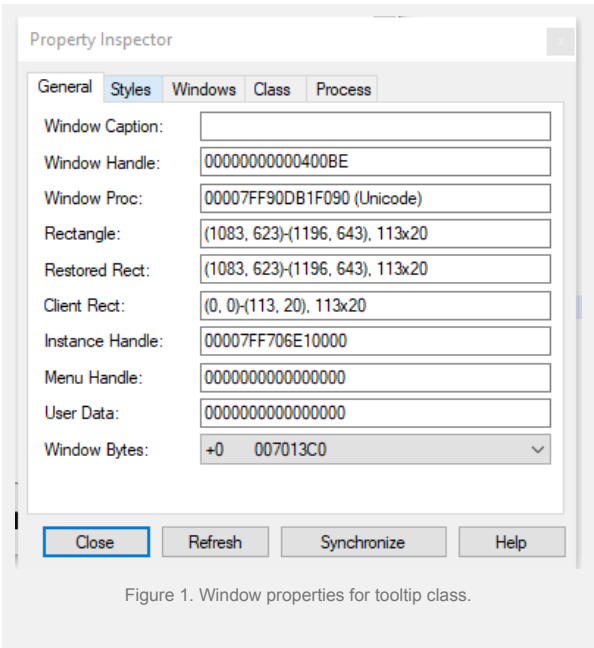 Property Inspector
x
General Styles Windows Class Process
Window Caption:
Window Handle: 00000000000400BE
Window Proc: 00007FF90DB1F090 (Unicode)
Rectangle: (1083, 623)-(1196, 643), 113x20
Restored Rect: (1083, 623)-(1196, 643), 113x20
Client Rect: (0, 0)-(113, 20), 113x20
Instance Handle: 00007FF706E10000
Menu Handle: 0000000000000000
User Data: 0000000000000000
Window Bytes: +0 007013C0
Close Refresh Synchronize Help
Figure 1. Window properties for tooltip class.